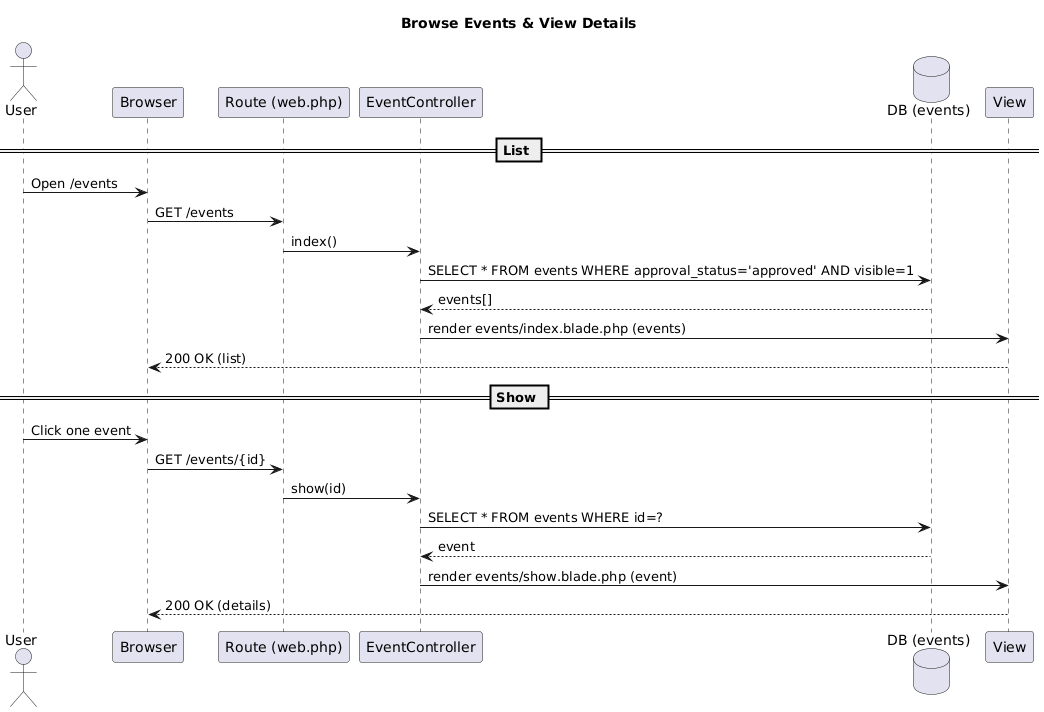 Browse Events & View Details
User
Browser
Route (web.php)
EventController
DB (events)
View
List
Open /events
GET /events
index()
SELECT * FROM events WHERE approval_status='approved' AND visible=1
events[]
render events/index.blade.php (events)
200 OK (list)
Show
Click one event
GET /events/{id}
show(id)
SELECT * FROM events WHERE id=?
event
render events/show.blade.php (event)
200 OK (details)
User
Browser
Route (web.php)
EventController
DB (events)
View